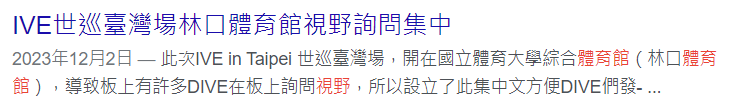 IVE世巡臺灣場林口體育館視野詢問集中
2023年12月2日 — 此次IVE in Taipei 世巡臺灣場，開在國立體育大學綜合體育館（林口體育
館），導致板上有許多DIVE在板上詢問視野，所以設立了此集中文方便DIVE們發- ...